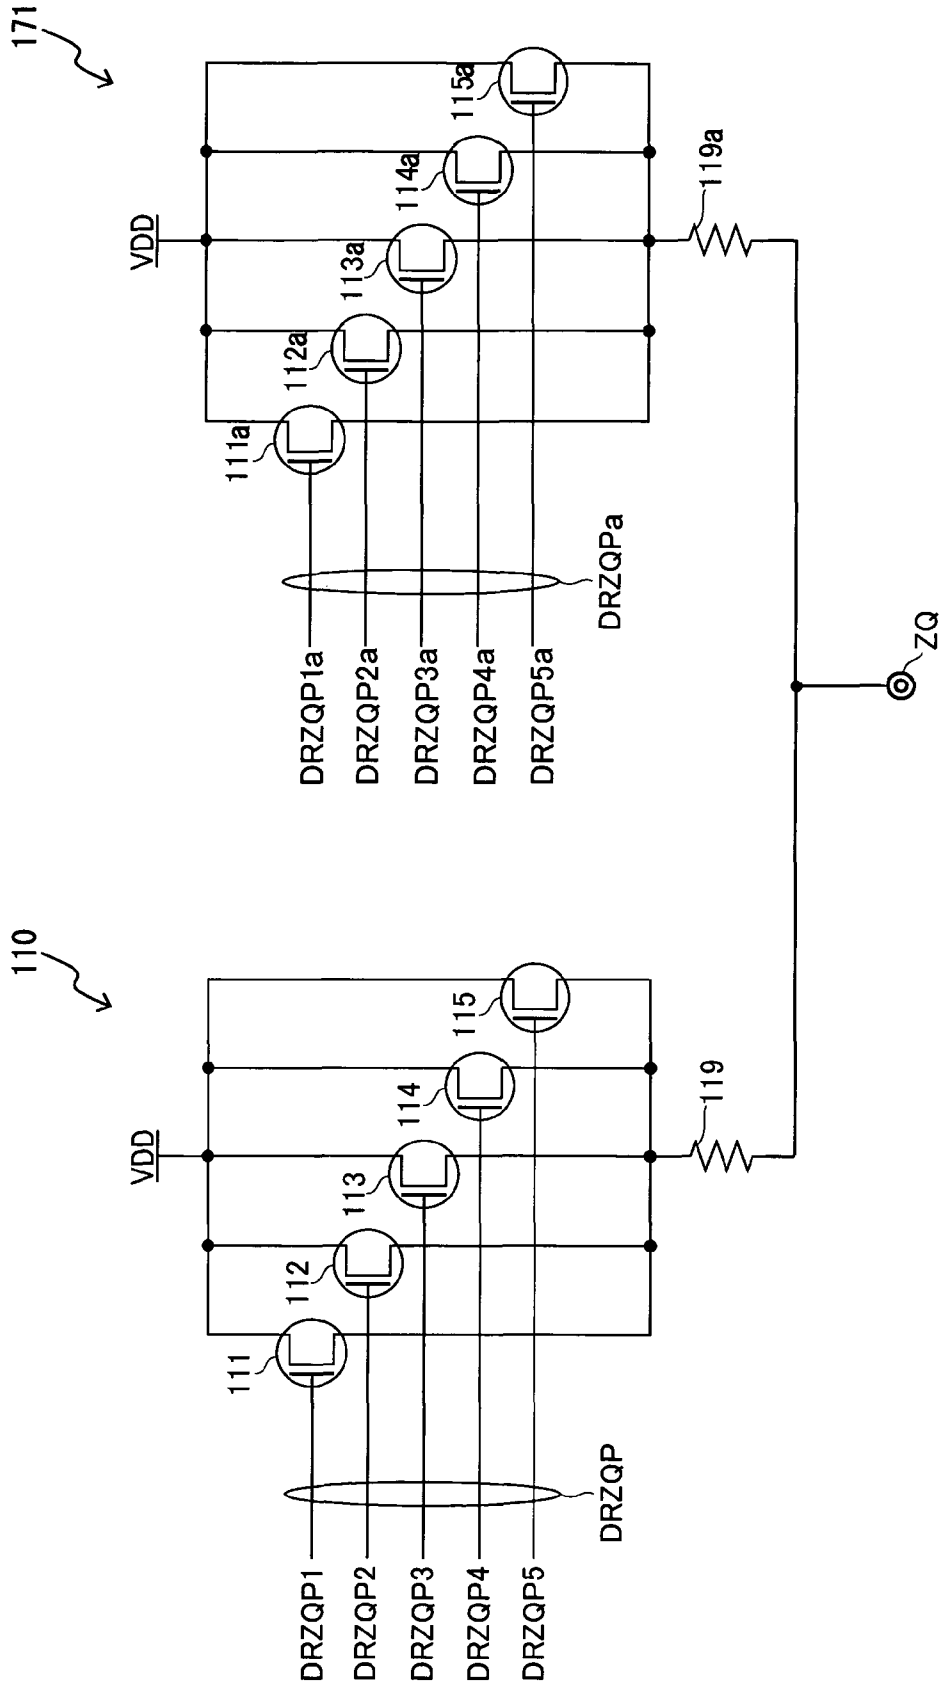 110
VDD
111
112
113
114
115
DRZQP1
DRZQP2
DRZQP3
DRZQP4
DRZQP5
DRZQP
119
171
VDD
111a
112a
113a
114a
115a
DRZQP1a
DRZQP2a
DRZQP3a
DRZQP4a
DRZQP5a
DRZQPa
119a
ZQ